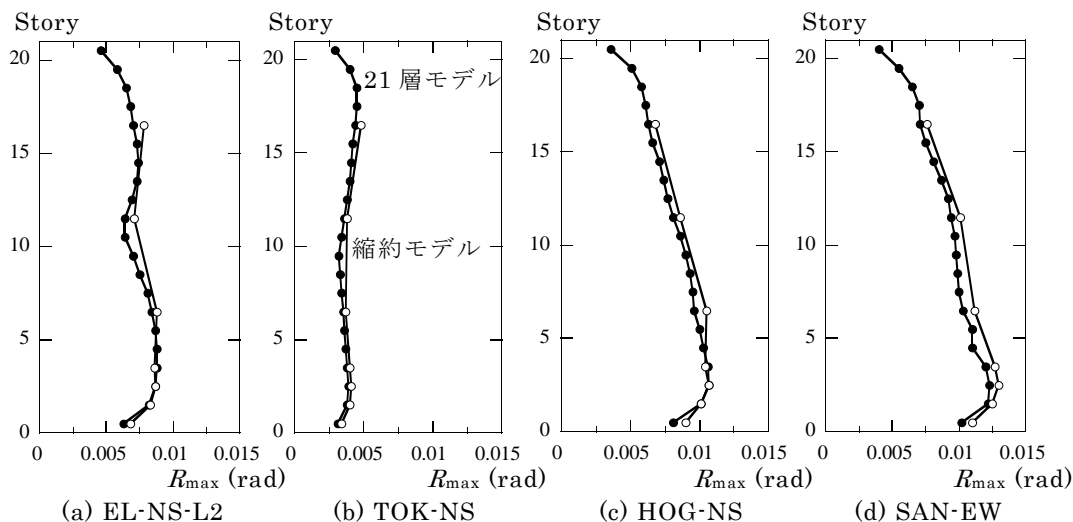 Story Story Story Story
20 20 20 20
21 層モデル
15 15 15 15
10 10 10 10
縮約モデル
5 5 5 5
0 0 0 0
0 0.005 0.01 0.015 0 0.005 0.01 0.015 0 0.005 0.01 0.015 0 0.005 0.01 0.015
Rmax (rad) Rmax (rad) Rmax (rad) Rmax (rad)
(a) EL-NS-L2 (b) TOK-NS (c) HOG-NS (d) SAN-EW